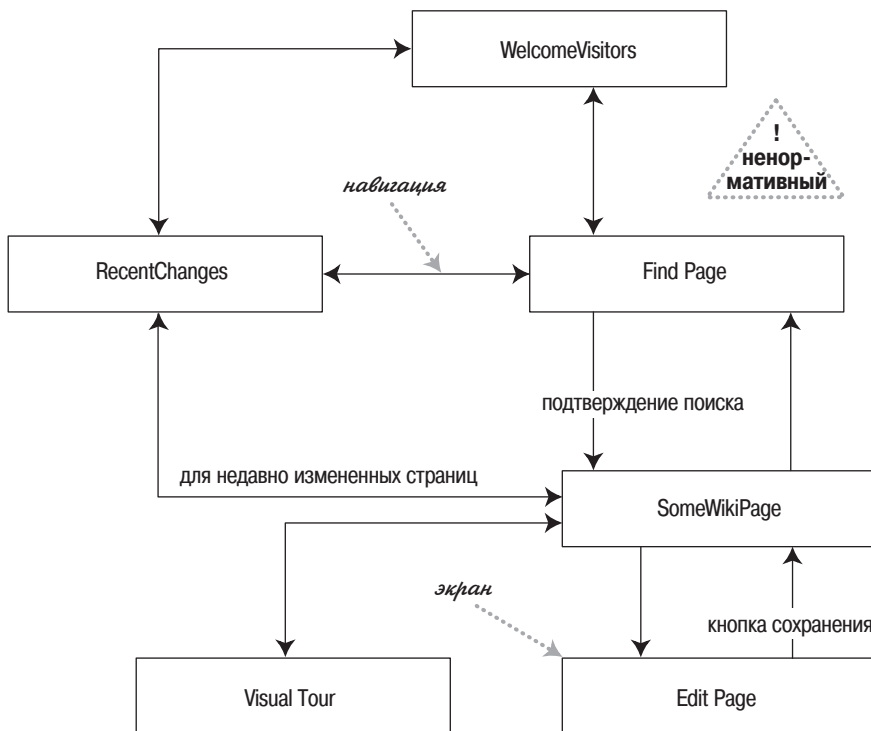 WelcomeVisitors
!
ненор-
мативный
навигация
RecentChanges
Find Page
подтверждение поиска
для недавно измененных страниц
SomeWikiPage
экран
кнопка сохранения
Visual Tour
Edit Page